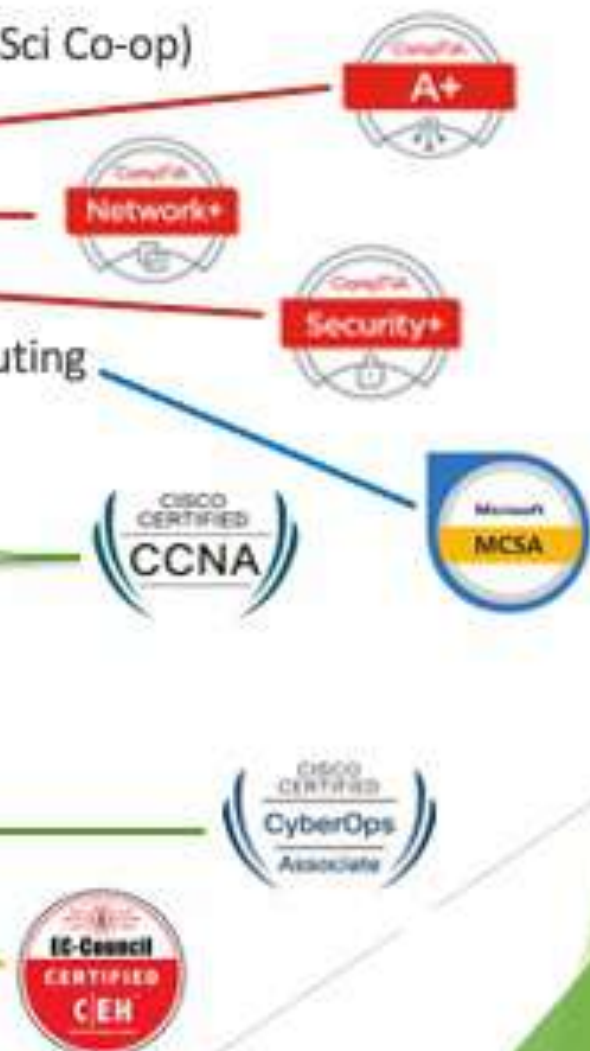 Sci Co-op)
CompTIA
A+
CompTIA
Network+
CompTIA
Security+
uting
Microsoft
MCSA
CISCO
CERTIFIED
CCNA
CISCO
CERTIFIED
CyberOps
Associate
EC-Council
CERTIFIED
C|EH